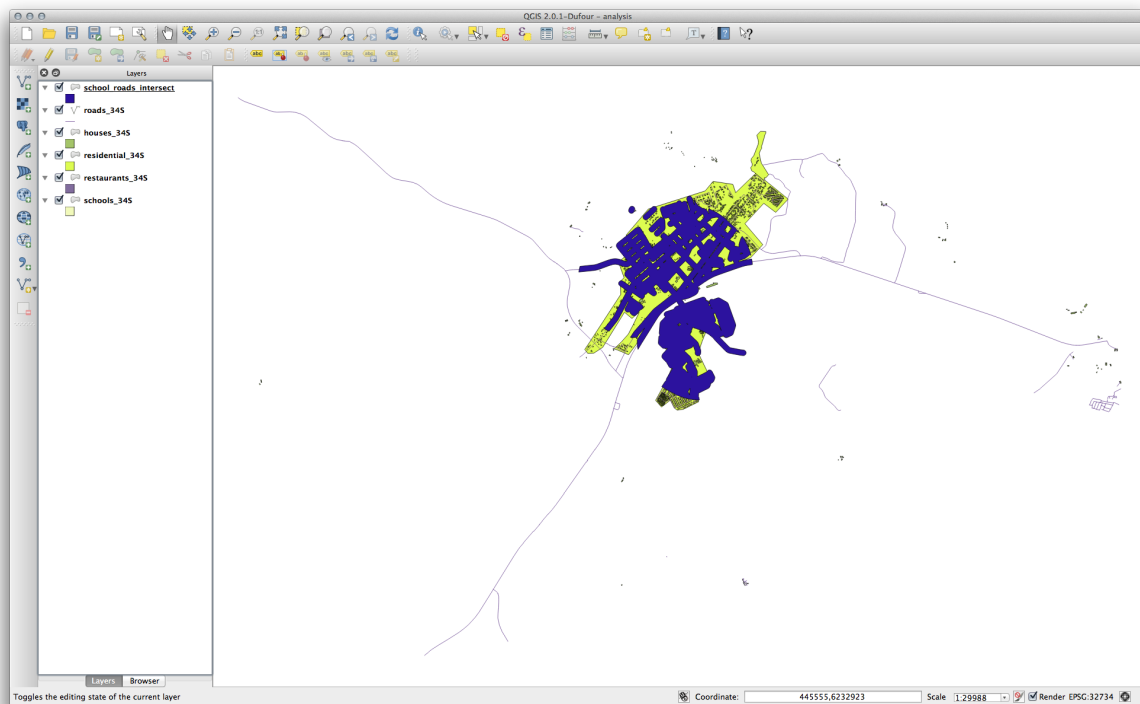 QGIS 2.0.1-Dufour - analysis
Layers
school_roads_intersect
roads_34S
houses_34S
residential_34S
restaurants_34S
schools_34S
Layers Browser
Toggles the editing state of the current layer
Coordinate: 445555,6232923 Scale 1:29988 Render EPSG:32734